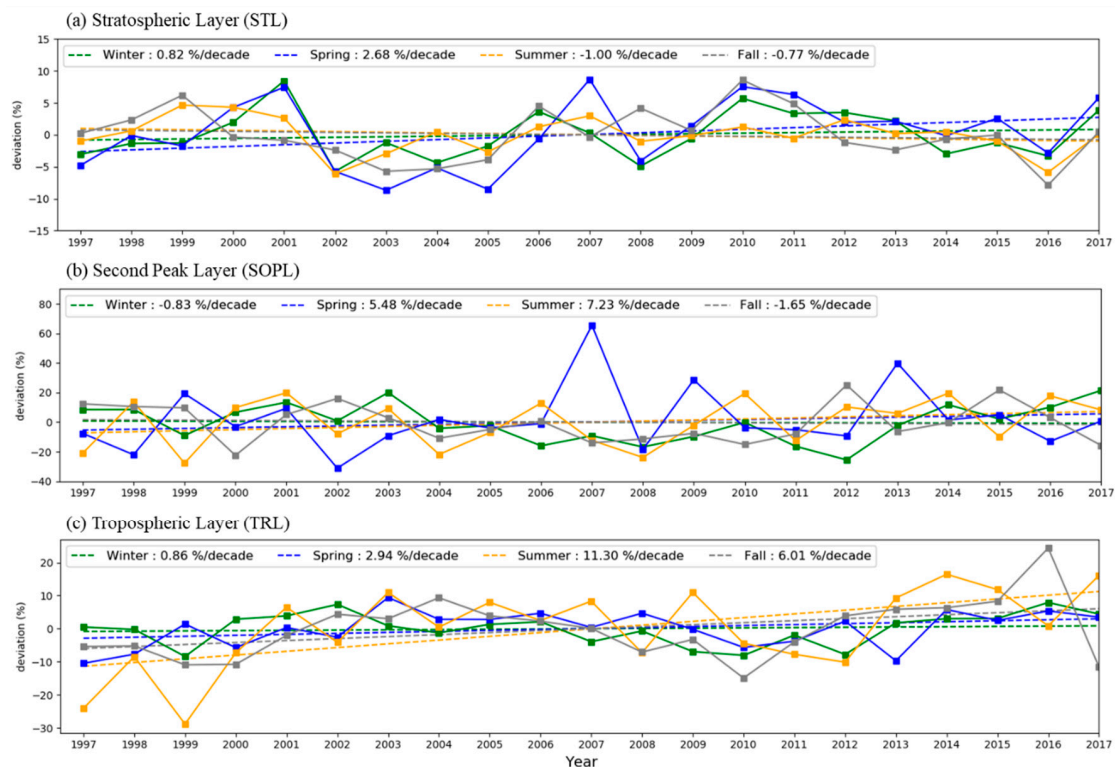 (a) Stratospheric Layer (STL)
Winter : 0.82 %/decade Spring : 2.68 %/decade Summer : -1.00 %/decade Fall : -0.77 %/decade
deviation (%)
15
10
5
0
−5
−10
−15
1997 1998 1999 2000 2001 2002 2003 2004 2005 2006 2007 2008 2009 2010 2011 2012 2013 2014 2015 2016 2017
(b) Second Peak Layer (SOPL)
Winter : -0.83 %/decade Spring : 5.48 %/decade Summer : 7.23 %/decade Fall : -1.65 %/decade
deviation (%)
80
60
40
20
0
−20
−40
1997 1998 1999 2000 2001 2002 2003 2004 2005 2006 2007 2008 2009 2010 2011 2012 2013 2014 2015 2016 2017
(c) Tropospheric Layer (TRL)
Winter : 0.86 %/decade Spring : 2.94 %/decade Summer : 11.30 %/decade Fall : 6.01 %/decade
deviation (%)
20
10
0
−10
−20
−30
1997 1998 1999 2000 2001 2002 2003 2004 2005 2006 2007 2008 2009 2010 2011 2012 2013 2014 2015 2016 2017
Year